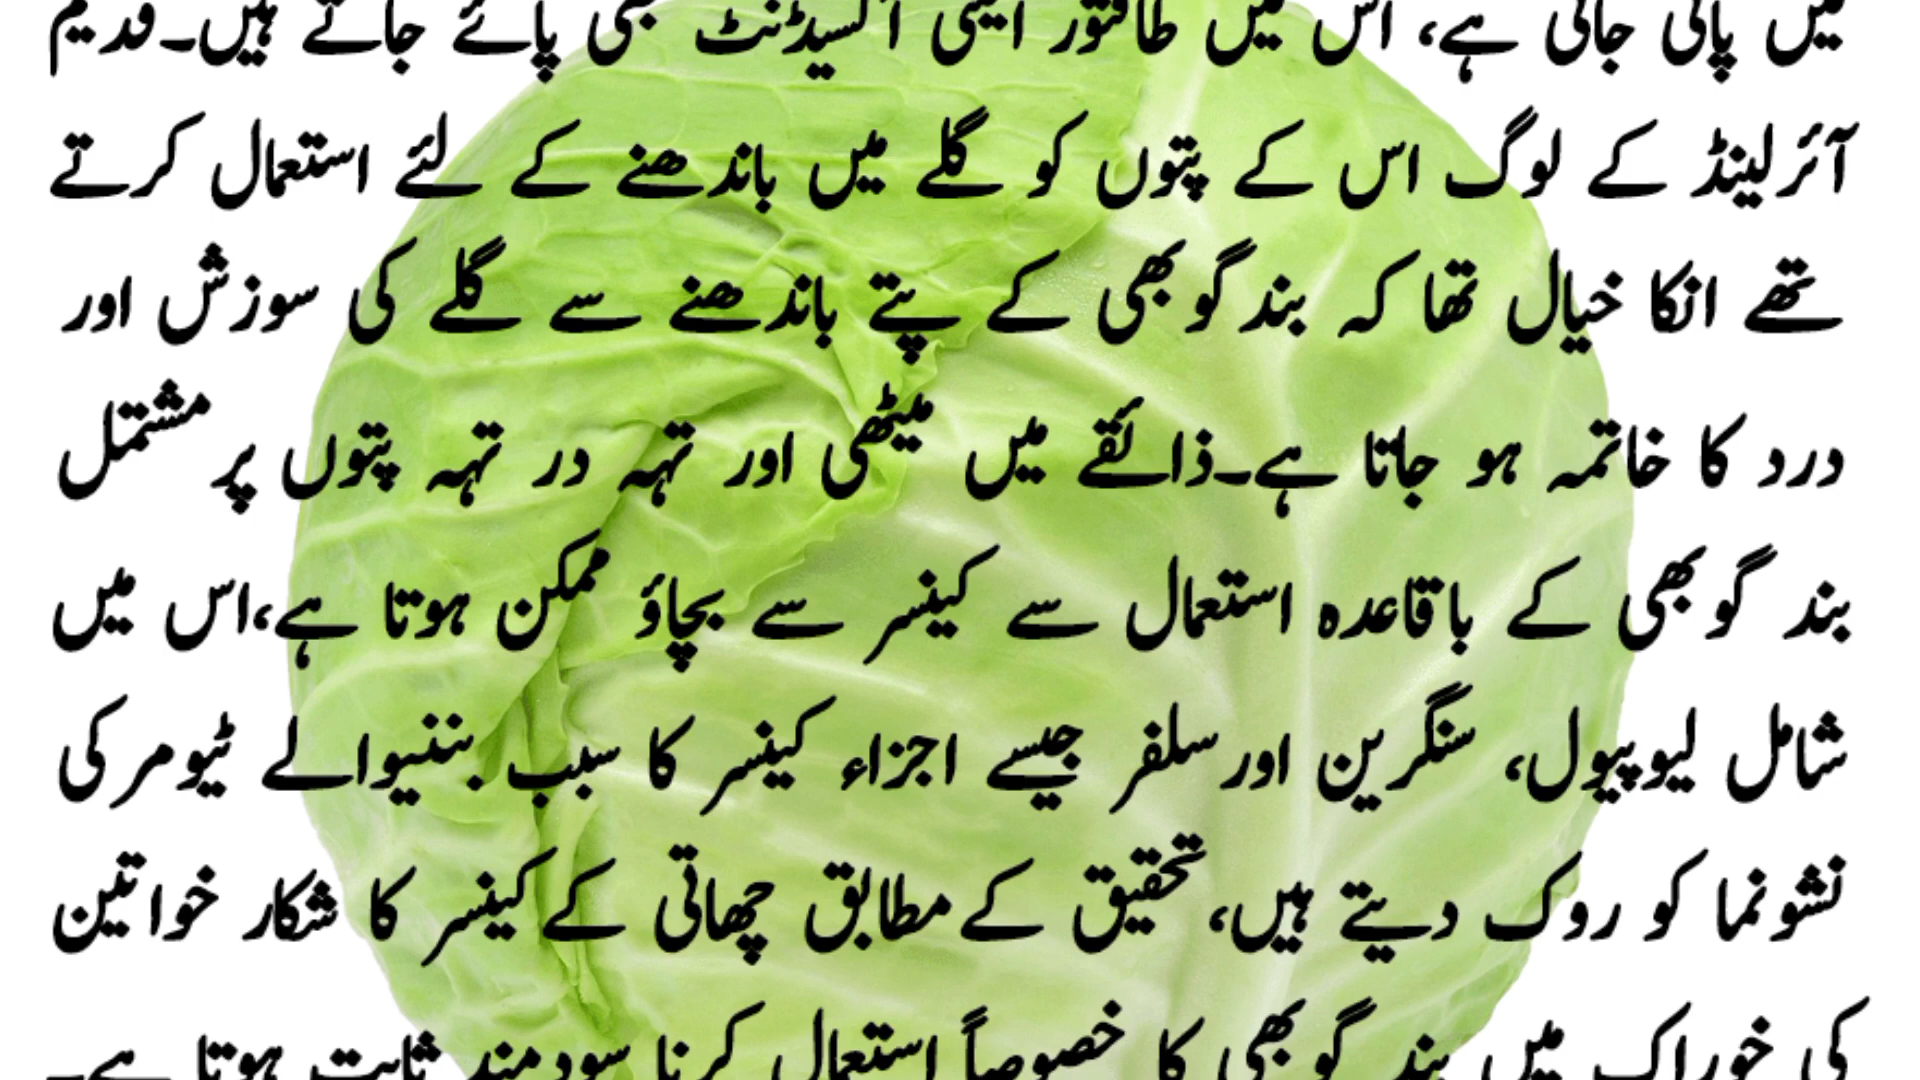 میں پائی جاتی ہے، اس میں طاقتور اینٹی آکسیڈنٹ بھی پائے جاتے ہیں۔قدیم
آئرلینڈ کے لوگ اس کے پتوں کو گلے میں باندھنے کے لئے استعمال کرتے
تھے انکا خیال تھا کہ بند گوبھی کے پتے باندھنے سے گلے کی سوزش اور
درد کا خاتمہ ہو جاتا ہے۔ذائقے میں میٹھی اور تہہ در تہہ پتوں پر مشتمل
بند گوبھی کے باقاعدہ استعمال سے کینسر سے بچاؤ ممکن ہوتا ہے،اس میں
شامل لیوپیول، سنگرین اور سلفر جیسے اجزاء کینسر کا سبب بننیوالے ٹیومر کی
نشونما کو روک دیتے ہیں، تحقیق کے مطابق چھاتی کے کینسر کا شکار خواتین
کی خوراک میں بند گوبھی کا خصوصاً استعمال کرنا سودمند ثابت ہوتا ہے۔